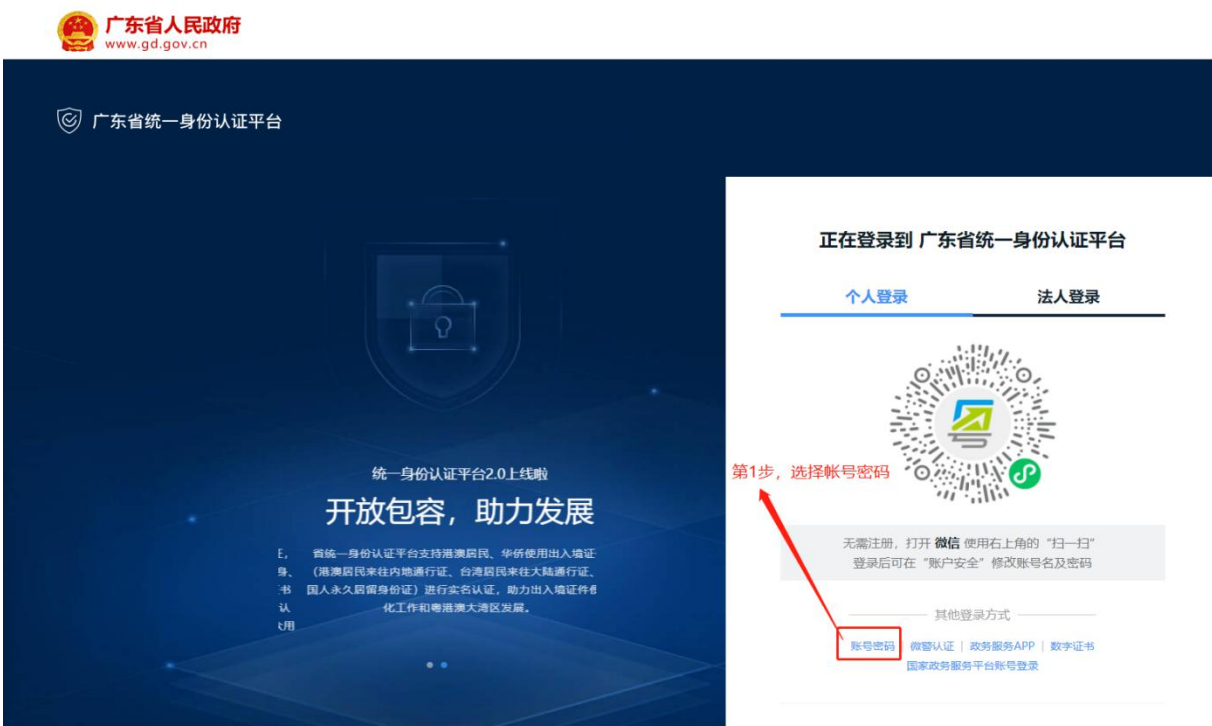 广东省人民政府
www.gd.gov.cn
广东省统一身份认证平台
正在登录到 广东省统一身份认证平台
个人登录 法人登录
第1步，选择帐号密码
统一身份认证平台2.0上线啦
开放包容，助力发展
省统一身份认证平台支持港澳居民、华侨使用出入境证
（港澳居民来往内地通行证、台湾居民来往大陆通行证、
国人永久居留身份证）进行实名认证，助力出入境证件便
化工作和粤港澳大湾区发展。
无需注册，打开 微信 使用右上角的“扫一扫”
登录后可在“账户安全”修改账号名及密码
其他登录方式
账号密码 | 微警认证 | 政务服务APP | 数字证书
国家政务服务平台账号登录